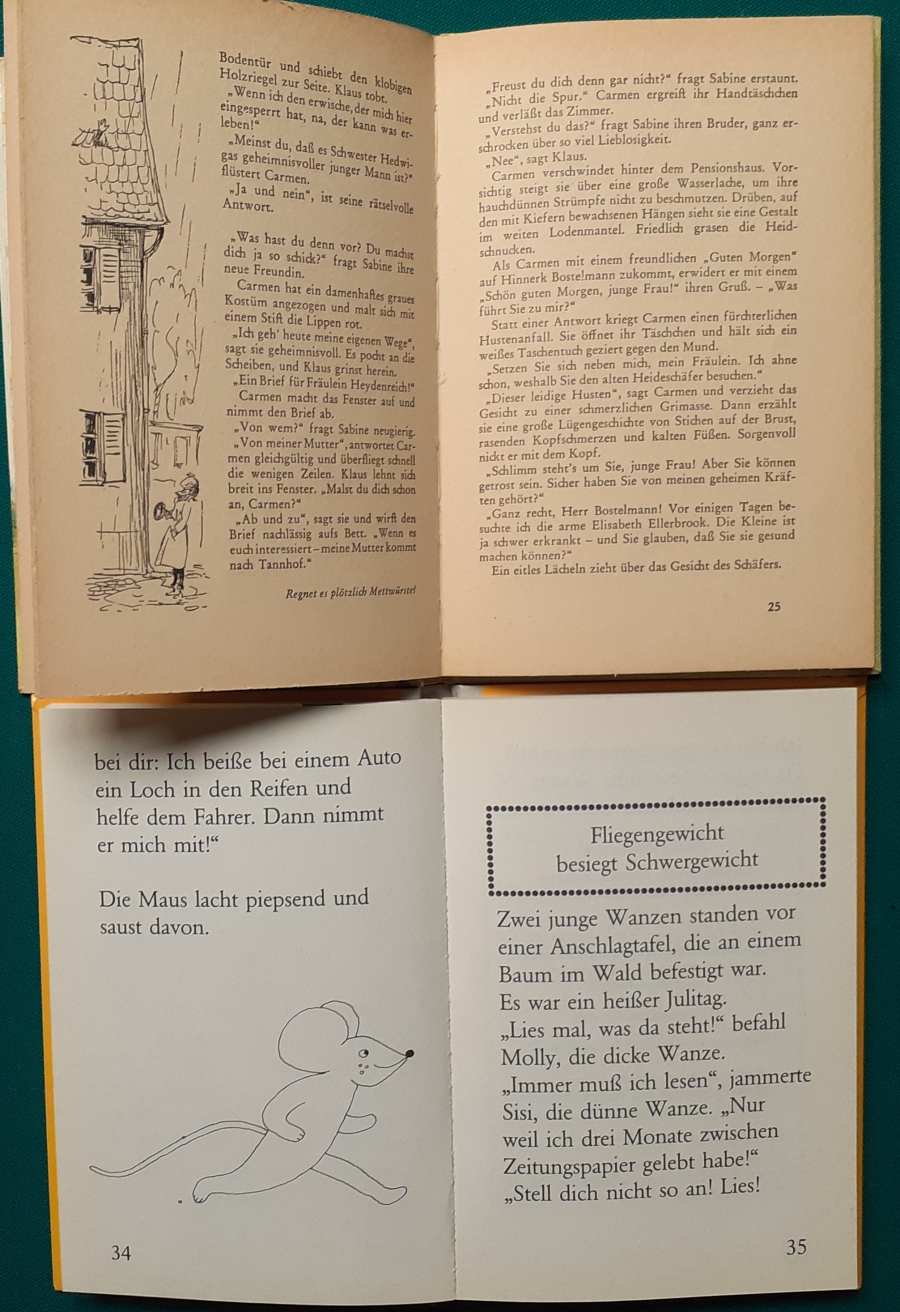 Bodentür und schiebt den klobigen
Holzriegel zur Seite. Klaus tobt.
„Wenn ich den erwische, der mich hier
eingesperrt hat, na, der kann was er-
leben!“
„Meinst du, daß es Schwester Hedwi-
gas geheimnisvoller junger Mann ist?“
flüstert Carmen.
„Ja und nein“, ist seine rätselvolle
Antwort.
„Was hast du denn vor? Du machst
dich ja so schick?“ fragt Sabine ihre
neue Freundin.
Carmen hat ein damenhaftes graues
Kostüm angezogen und malt sich mit
einem Stift die Lippen rot.
„Ich geh’ heute meine eigenen Wege“,
sagt sie geheimnisvoll. Es pocht an die
Scheiben, und Klaus grinst herein.
„Ein Brief für Fräulein Heydenreich!“
Carmen macht das Fenster auf und
nimmt den Brief ab.
„Von wem?“ fragt Sabine neugierig.
„Von meiner Mutter“, antwortet Car-
men gleichgültig und überfliegt schnell
die wenigen Zeilen. Klaus lehnt sich
breit ins Fenster. „Malst du dich schon
an, Carmen?“
„Ab und zu“, sagt sie und wirft den
Brief nachlässig aufs Bett. „Wenn es
euch interessiert – meine Mutter kommt
nach Tannhof.“
Regnet es plötzlich Mettwürste?
„Freust du dich denn gar nicht?“ fragt Sabine erstaunt.
„Nicht die Spur.“ Carmen ergreift ihr Handtäschchen
und verläßt das Zimmer.
„Verstehst du das?“ fragt Sabine ihren Bruder, ganz er-
schrocken über so viel Lieblosigkeit.
„Nee“, sagt Klaus.
Carmen verschwindet hinter dem Pensionshaus. Vor-
sichtig steigt sie über eine große Wasserlache, um ihre
hauchdünnen Strümpfe nicht zu beschmutzen. Drüben, auf
den mit Kiefern bewachsenen Hängen sieht sie eine Gestalt
im weiten Lodenmantel. Friedlich grasen die Heid-
schnucken.
Als Carmen mit einem freundlichen „Guten Morgen“
auf Hinnerk Bostelmann zukommt, erwidert er mit einem
„Schön guten Morgen, junge Frau!“ ihren Gruß. – „Was
führt Sie zu mir?“
Statt einer Antwort kriegt Carmen einen fürchterlichen
Hustenanfall. Sie öffnet ihr Täschchen und hält sich ein
weißes Taschentuch geziert gegen den Mund.
„Setzen Sie sich neben mich, mein Fräulein. Ich ahne
schon, weshalb Sie den alten Heideschäfer besuchen.“
„Dieser leidige Husten“, sagt Carmen und verzieht das
Gesicht zu einer schmerzlichen Grimasse. Dann erzählt
sie eine große Lügengeschichte von Stichen auf der Brust,
rasenden Kopfschmerzen und kalten Füßen. Sorgenvoll
nickt er mit dem Kopf.
„Schlimm steht’s um Sie, junge Frau! Aber Sie können
getrost sein. Sicher haben Sie von meinen geheimen Kräf-
ten gehört?“
„Ganz recht, Herr Bostelmann! Vor einigen Tagen be-
suchte ich die arme Elisabeth Ellerbrook. Die Kleine ist
ja schwer erkrankt – und Sie glauben, daß Sie sie gesund
machen können?“
Ein eitles Lächeln zieht über das Gesicht des Schäfers.
25
bei dir: Ich beiße bei einem Auto
ein Loch in den Reifen und
helfe dem Fahrer. Dann nimmt
er mich mit!“
Die Maus lacht piepsend und
saust davon.
34
Fliegengewicht
besiegt Schwergewicht
Zwei junge Wanzen standen vor
einer Anschlagtafel, die an einem
Baum im Wald befestigt war.
Es war ein heißer Julitag.
„Lies mal, was da steht!“ befahl
Molly, die dicke Wanze.
„Immer muß ich lesen“, jammerte
Sisi, die dünne Wanze. „Nur
weil ich drei Monate zwischen
Zeitungspapier gelebt habe!“
„Stell dich nicht so an! Lies!
35